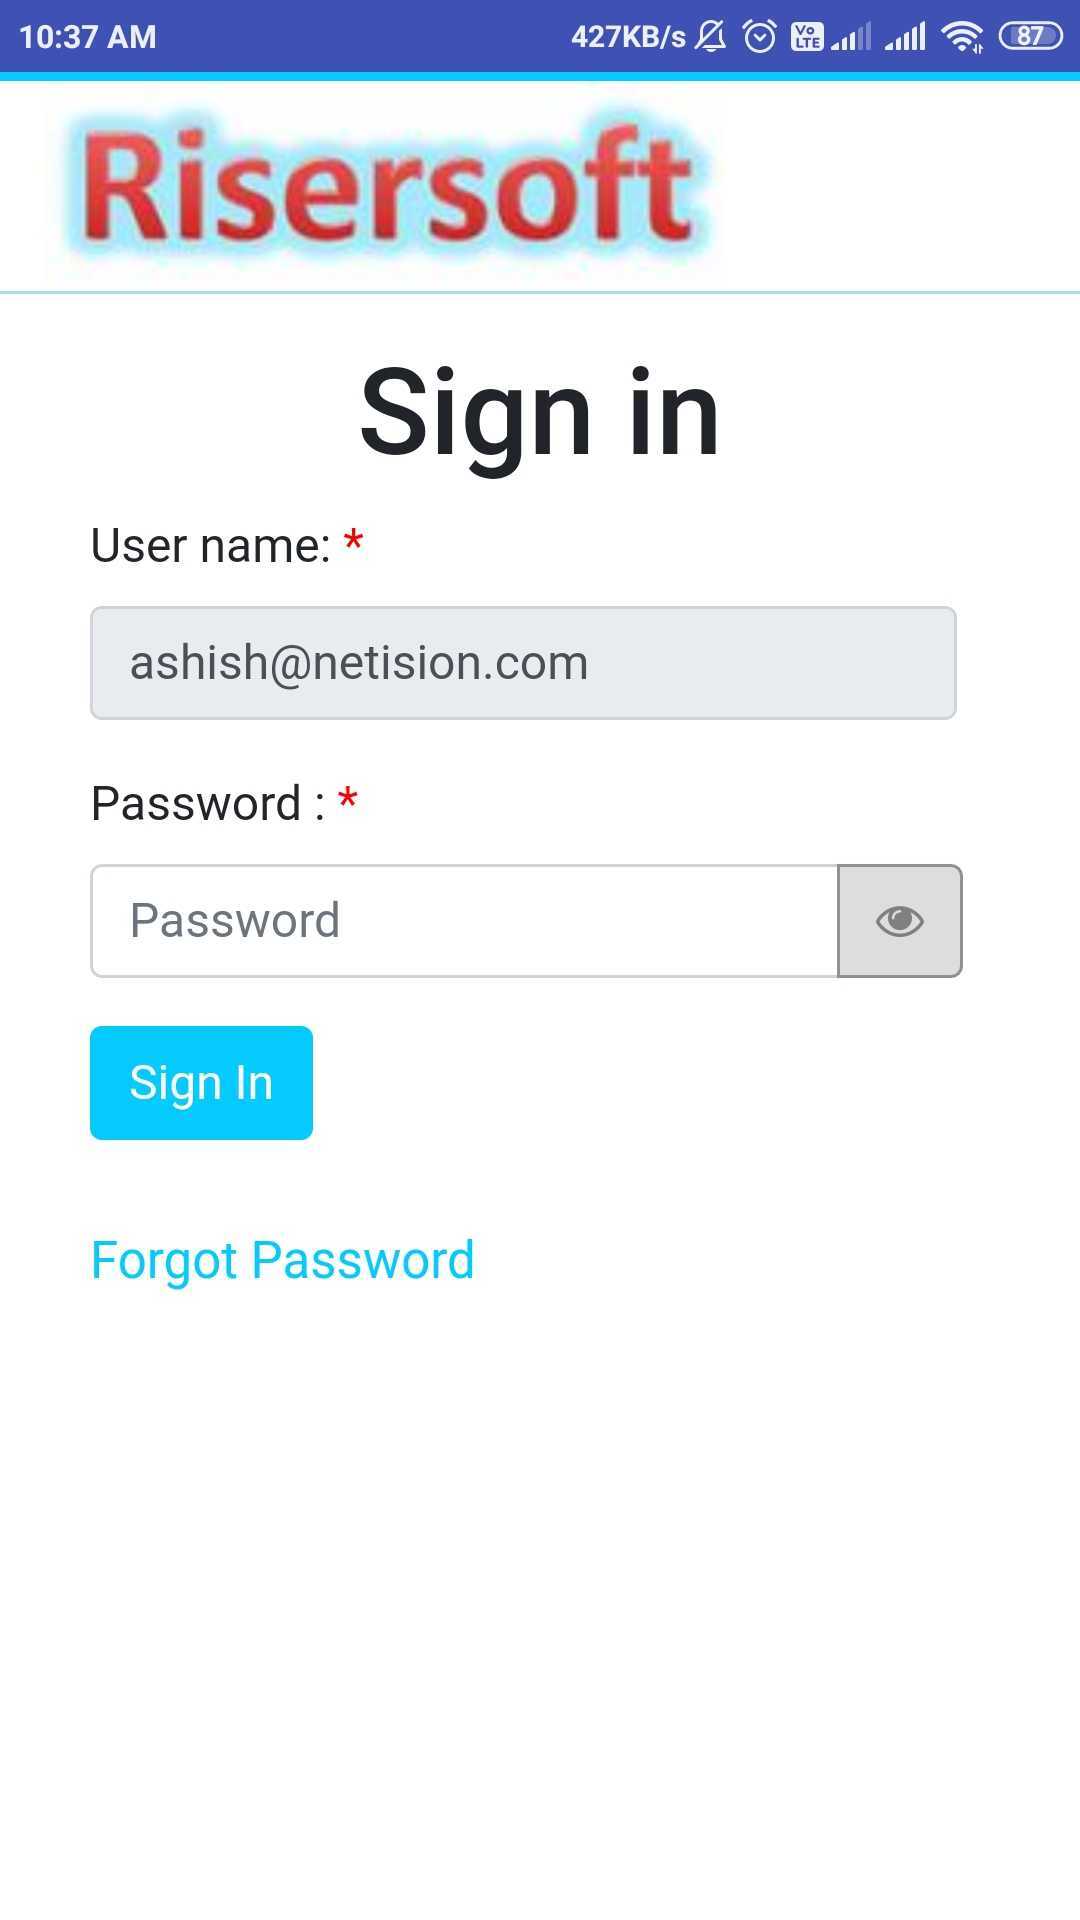 10:37 AM 427KB/s Vo LTE 87
Risersoft
Sign in
User name: *
ashish@netision.com
Password : *
Password
Sign In
Forgot Password